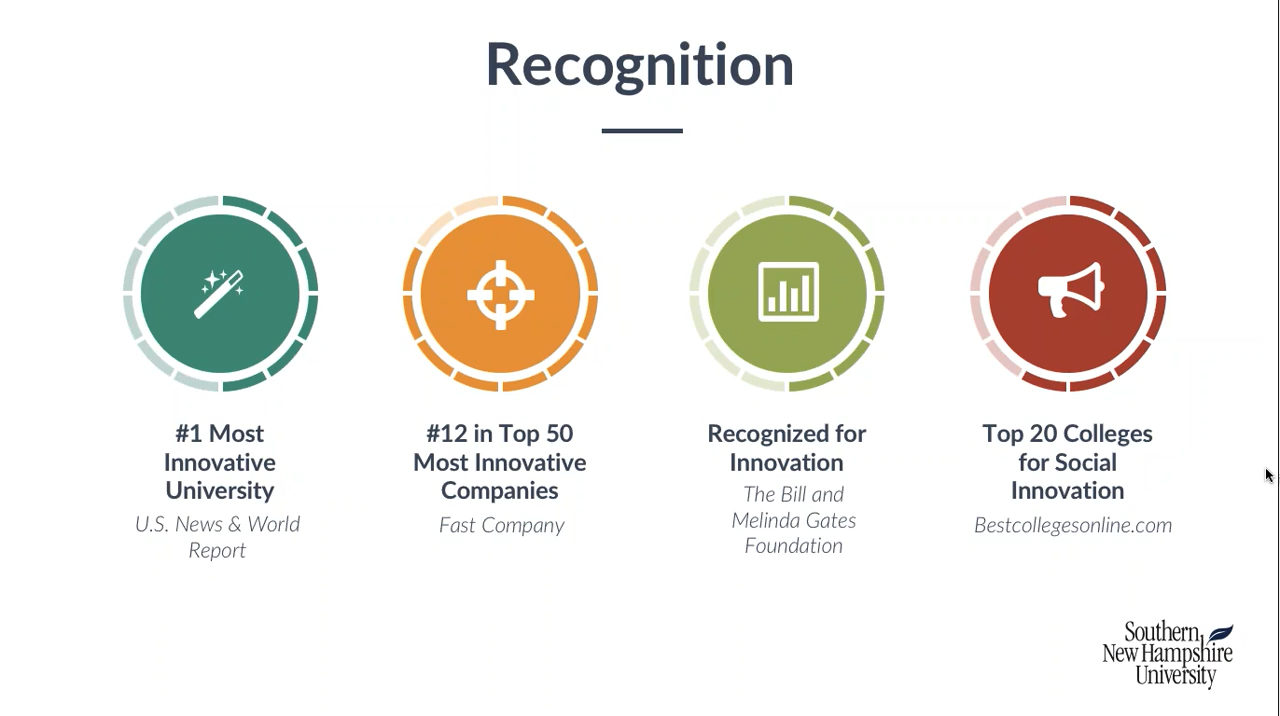 Recognition
#1 Most
Innovative
University
U.S. News & World
Report
#12 in Top 50
Most Innovative
Companies
Fast Company
Recognized for
Innovation
The Bill and
Melinda Gates
Foundation
Top 20 Colleges
for Social
Innovation
Bestcollegesonline.com
Southern
New Hampshire
University